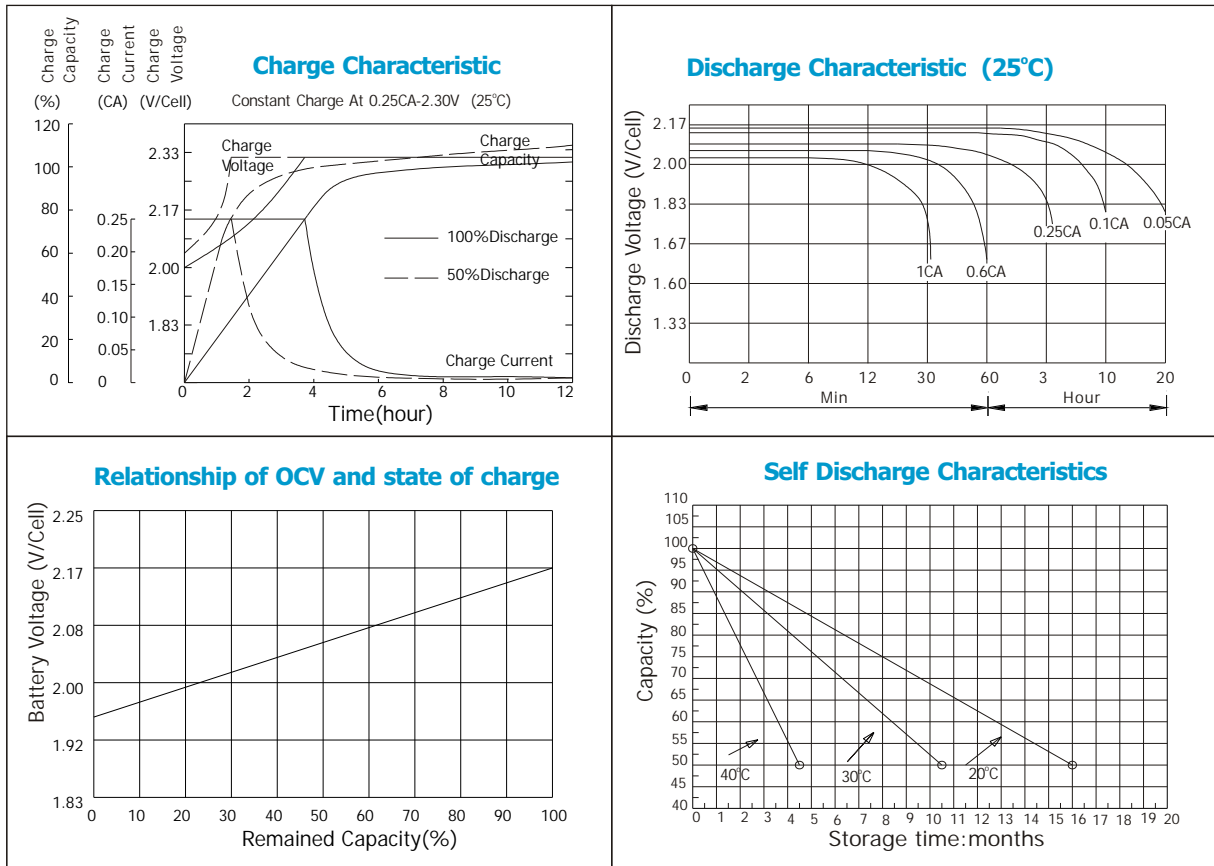 Charge Capacity
Charge Current
Charge Voltage
(%) (CA) (V/Cell)
Charge Characteristic
Constant Charge At 0.25CA-2.30V (25°C)
120
100
80
60
40
20
0
0.25
0.20
0.15
0.10
0.05
0
2.33
2.17
2.00
1.83
Charge Voltage
Charge Capacity
100%Discharge
50%Discharge
Charge Current
0 2 4 6 8 10 12
Time(hour)
Discharge Characteristic (25°C)
Discharge Voltage (V/Cell)
2.17
2.00
1.83
1.67
1.60
1.33
1CA 0.6CA 0.25CA 0.1CA 0.05CA
0 2 6 12 30 60 3 10 20
Min Hour
Relationship of OCV and state of charge
Battery Voltage (V/Cell)
2.25
2.17
2.08
2.00
1.92
1.83
0 10 20 30 40 50 60 70 80 90 100
Remained Capacity(%)
Self Discharge Characteristics
Capacity (%)
110
105
100
95
90
85
80
75
70
65
60
55
50
45
40
40°C 30°C 20°C
0 1 2 3 4 5 6 7 8 9 10 11 12 13 14 15 16 17 18 19 20
Storage time:months